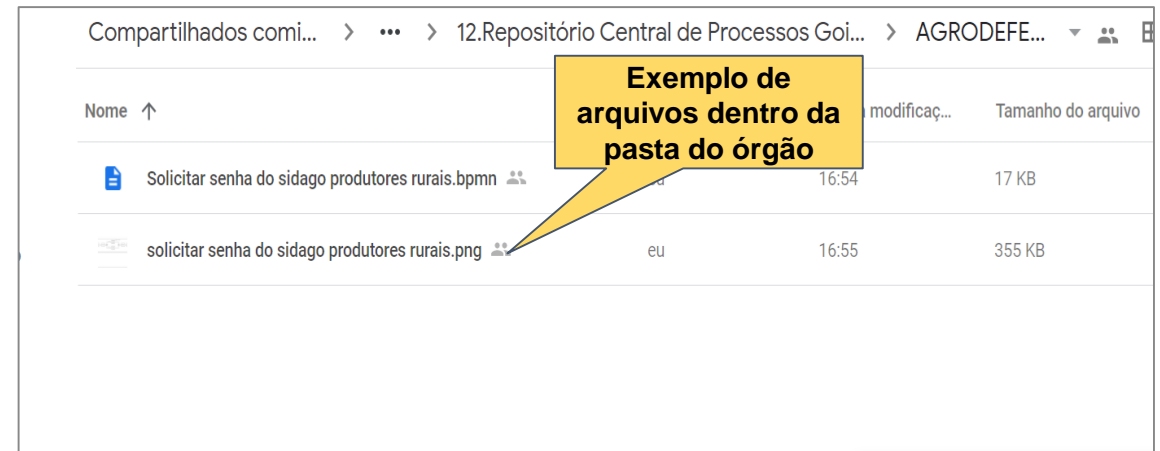 Compartilhados comi... > ••• > 12.Repositório Central de Processos Goi... > AGRODEFE...
Exemplo de
arquivos dentro da
pasta do órgão
Nome ↑ modificaç... Tamanho do arquivo
Solicitar senha do sidago produtores rurais.bpmn 16:54 17 KB
solicitar senha do sidago produtores rurais.png eu 16:55 355 KB